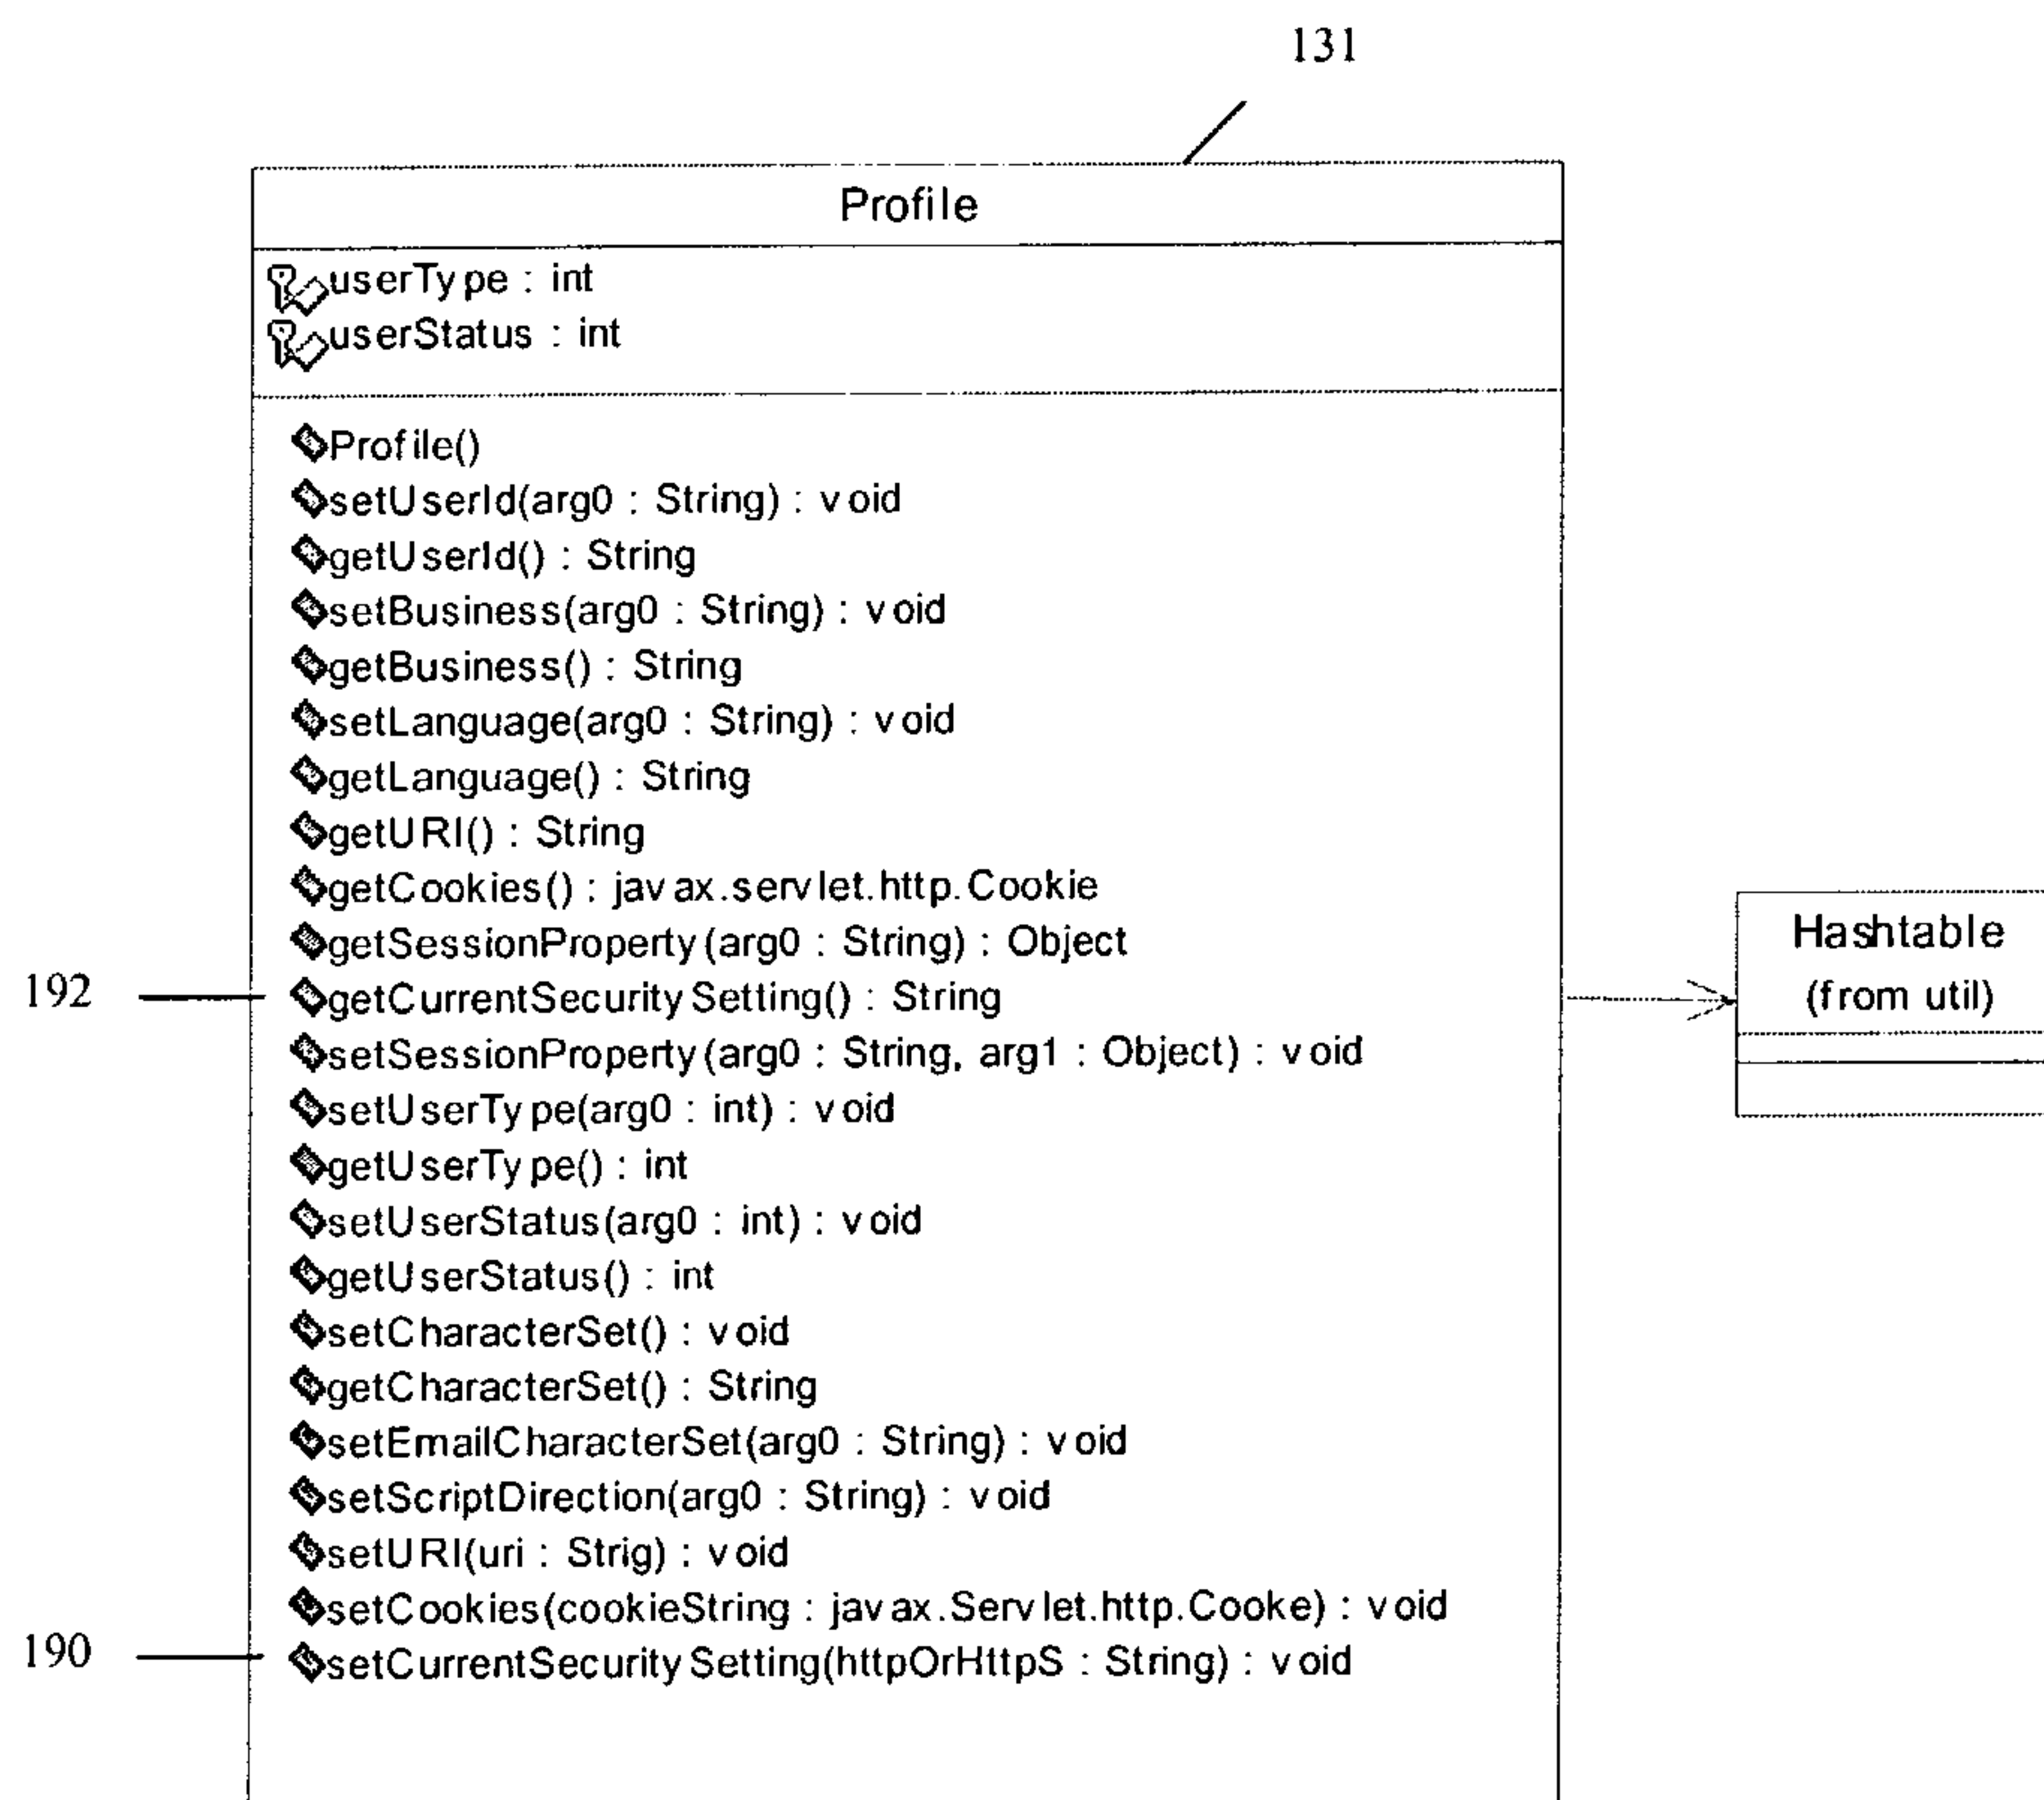 131
Profile
userType : int
userStatus : int
Profile()
setUserId(arg0 : String) : void
getUserId() : String
setBusiness(arg0 : String) : void
getBusiness() : String
setLanguage(arg0 : String) : void
getLanguage() : String
getURI() : String
getCookies() : javax.servlet.http.Cookie
getSessionProperty(arg0 : String) : Object
192
getCurrentSecuritySetting() : String
setSessionProperty(arg0 : String, arg1 : Object) : void
setUserType(arg0 : int) : void
getUserType() : int
setUserStatus(arg0 : int) : void
getUserStatus() : int
setCharacterSet() : void
getCharacterSet() : String
setEmailCharacterSet(arg0 : String) : void
setScriptDirection(arg0 : String) : void
setURI(uri : Strig) : void
setCookies(cookieString : javax.Servlet.http.Cooke) : void
190
setCurrentSecuritySetting(httpOrHttpS : String) : void
Hashtable
(from util)